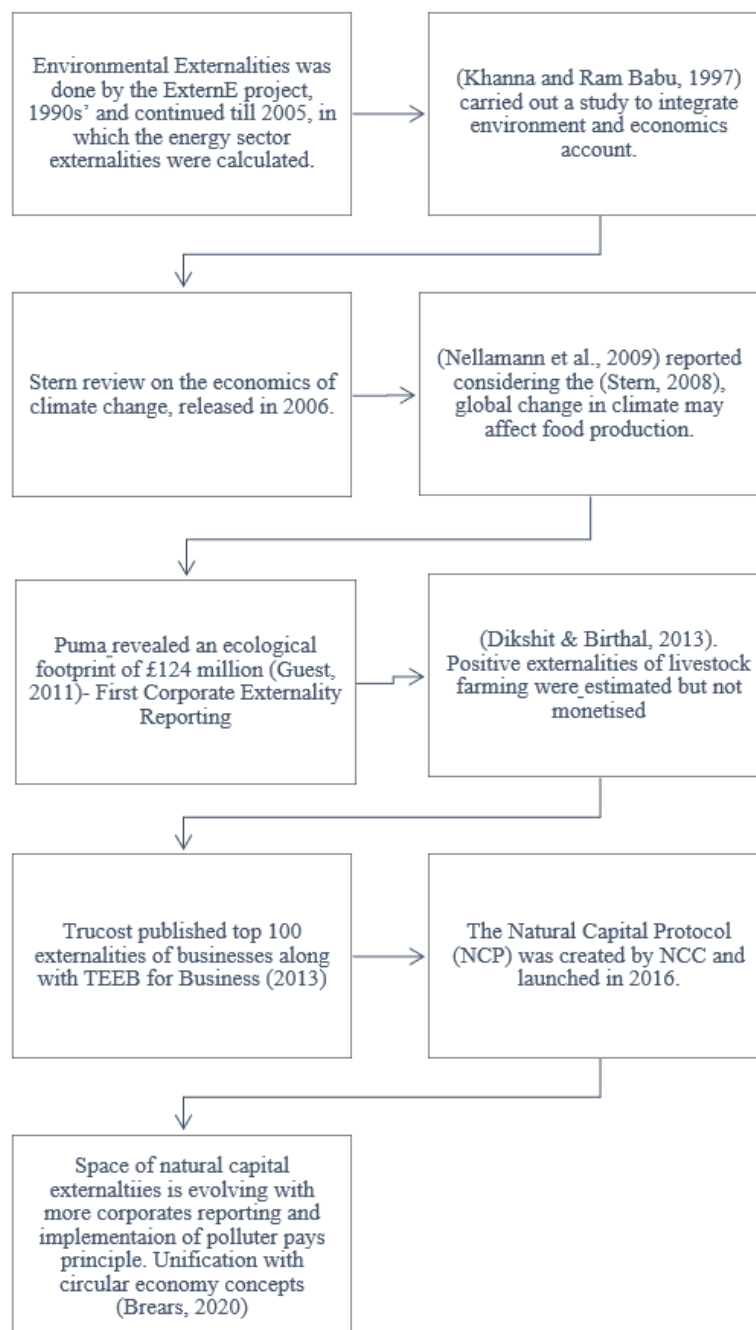 Environmental Externalities was
done by the ExternE project,
1990s' and continued till 2005, in
which the energy sector
externalities were calculated.
(Khanna and Ram Babu, 1997)
carried out a study to integrate
environment and economics
account.
Stern review on the economics of
climate change, released in 2006.
(Nellamann et al., 2009) reported
considering the (Stern, 2008),
global change in climate may
affect food production.
Puma revealed an ecological
footprint of £124 million (Guest,
2011)- First Corporate Externality
Reporting
(Dikshit & Birthal, 2013).
Positive externalities of livestock
farming were estimated but not
monetised
Trucost published top 100
externalities of businesses along
with TEEB for Business (2013)
The Natural Capital Protocol
(NCP) was created by NCC and
launched in 2016.
Space of natural capital
externaltiies is evolving with
more corporates reporting and
implementaion of polluter pays
principle. Unification with
circular economy concepts
(Brears, 2020)